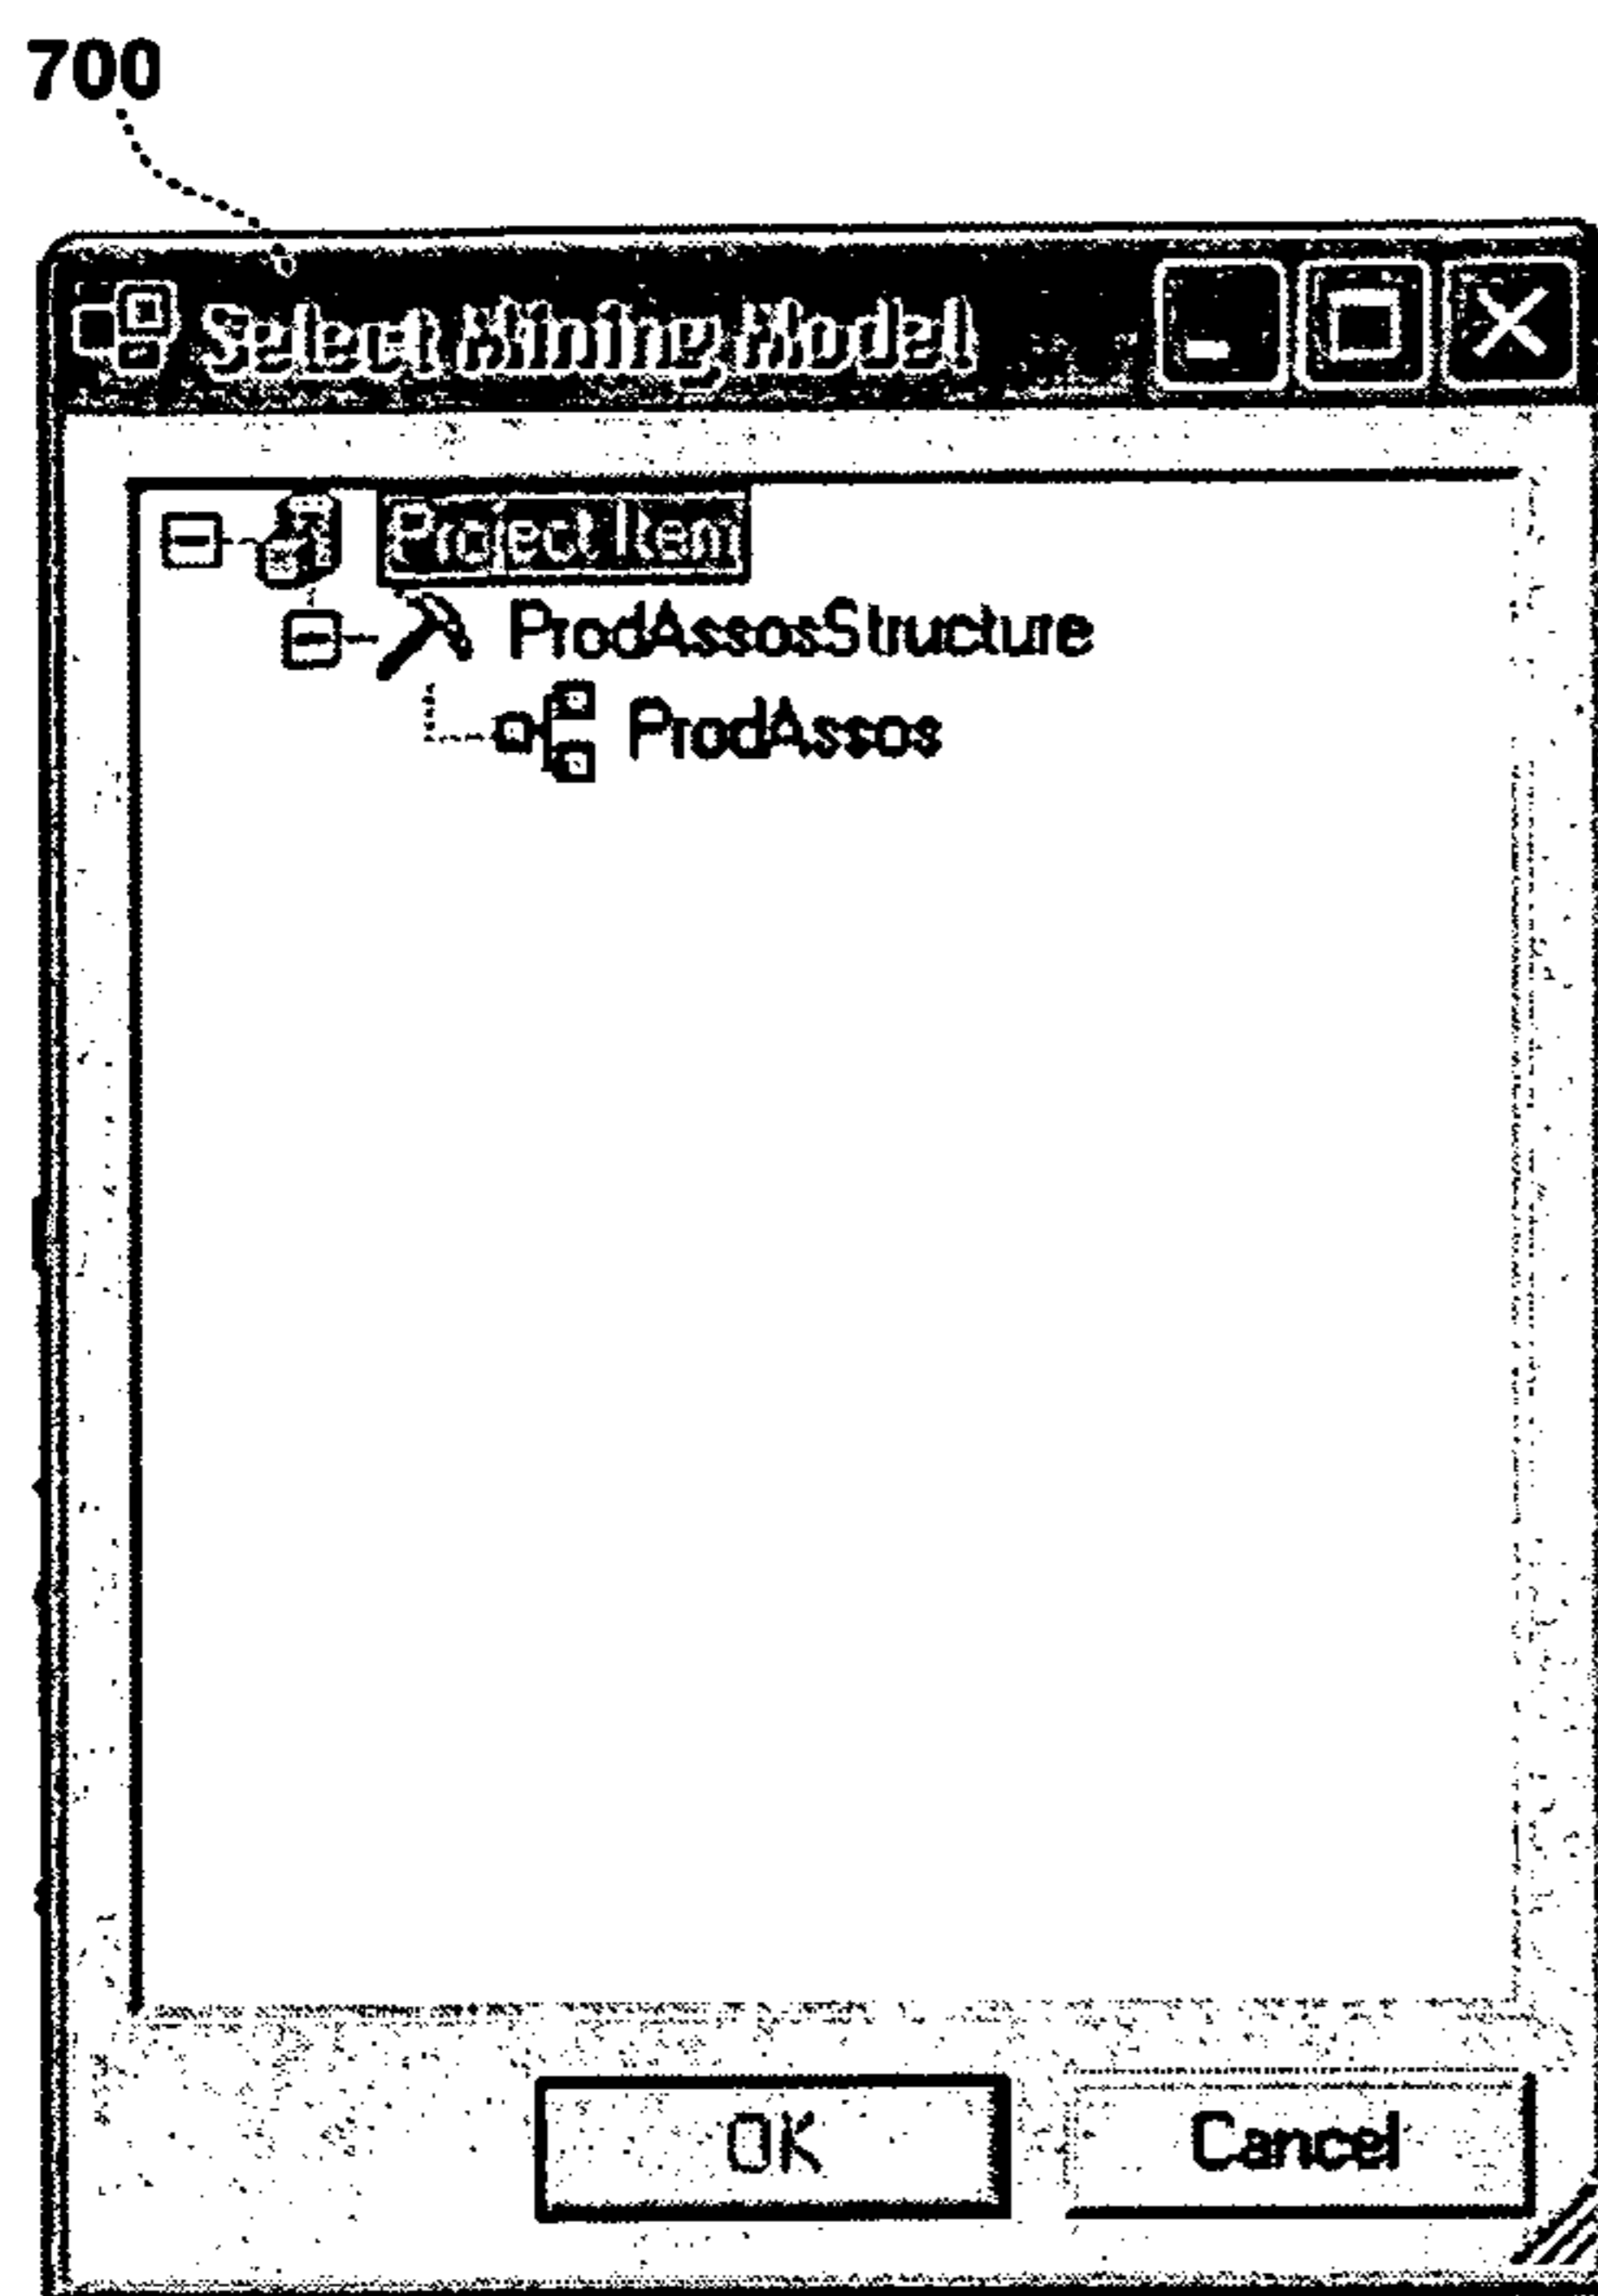 700
Select Mining Model
Project Item
ProdAssosStructure
ProdAssos
OK Cancel